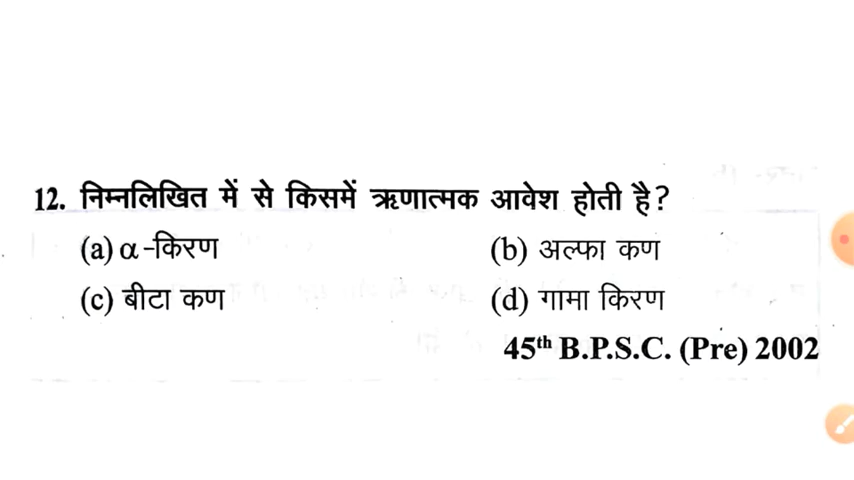 12. निम्नलिखित में से किसमें ऋणात्मक आवेश होती है?
(a) α-किरण (b) अल्फा कण
(c) बीटा कण (d) गामा किरण
45th B.P.S.C. (Pre) 2002